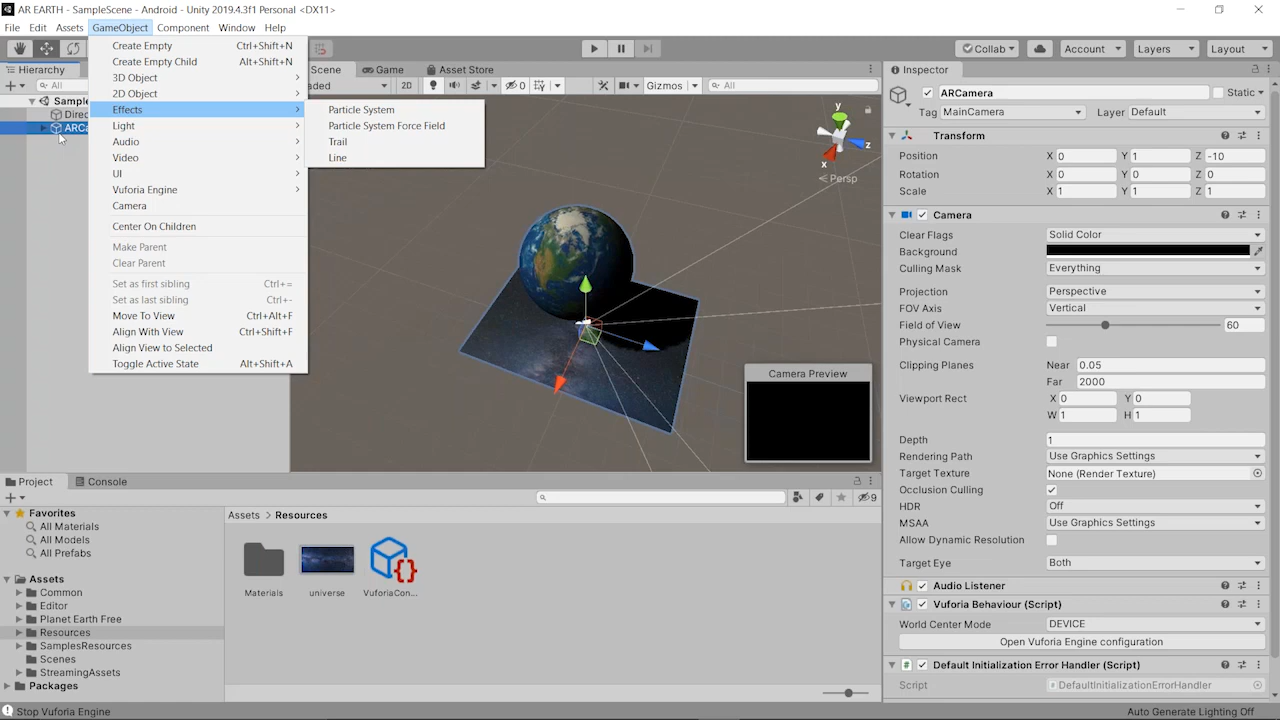 AR EARTH - SampleScene - Android - Unity 2019.4.3f1 Personal <DX11>
File Edit Assets GameObject Component Window Help
Collab Account Layers Layout
Hierarchy
All
Sample
Direc
ARCa
Create Empty Ctrl+Shift+N
Create Empty Child Alt+Shift+N
3D Object
2D Object
Effects
Light
Audio
Video
UI
Vuforia Engine
Camera
Center On Children
Make Parent
Clear Parent
Set as first sibling Ctrl+=
Set as last sibling Ctrl+-
Move To View Ctrl+Alt+F
Align With View Ctrl+Shift+F
Align View to Selected
Toggle Active State Alt+Shift+A
Particle System
Particle System Force Field
Trail
Line
Scene Game Asset Store
aded 2D 0 Gizmos All
y
z
x
Persp
Camera Preview
Inspector
ARCamera Static
Tag MainCamera Layer Default
Transform
Position X 0 Y 1 Z -10
Rotation X 0 Y 0 Z 0
Scale X 1 Y 1 Z 1
Camera
Clear Flags Solid Color
Background
Culling Mask Everything
Projection Perspective
FOV Axis Vertical
Field of View 60
Physical Camera
Clipping Planes Near 0.05
Far 2000
Viewport Rect X 0 Y 0
W 1 H 1
Depth 1
Rendering Path Use Graphics Settings
Target Texture None (Render Texture)
Occlusion Culling
HDR Off
MSAA Use Graphics Settings
Allow Dynamic Resolution
Target Eye Both
Audio Listener
Vuforia Behaviour (Script)
World Center Mode DEVICE
Open Vuforia Engine configuration
Default Initialization Error Handler (Script)
Script DefaultInitializationErrorHandler
Project Console
9
Favorites
All Materials
All Models
All Prefabs
Assets
Common
Editor
Planet Earth Free
Resources
SamplesResources
Scenes
StreamingAssets
Packages
Assets > Resources
Materials universe VuforiaCon...
Stop Vuforia Engine
Auto Generate Lighting Off